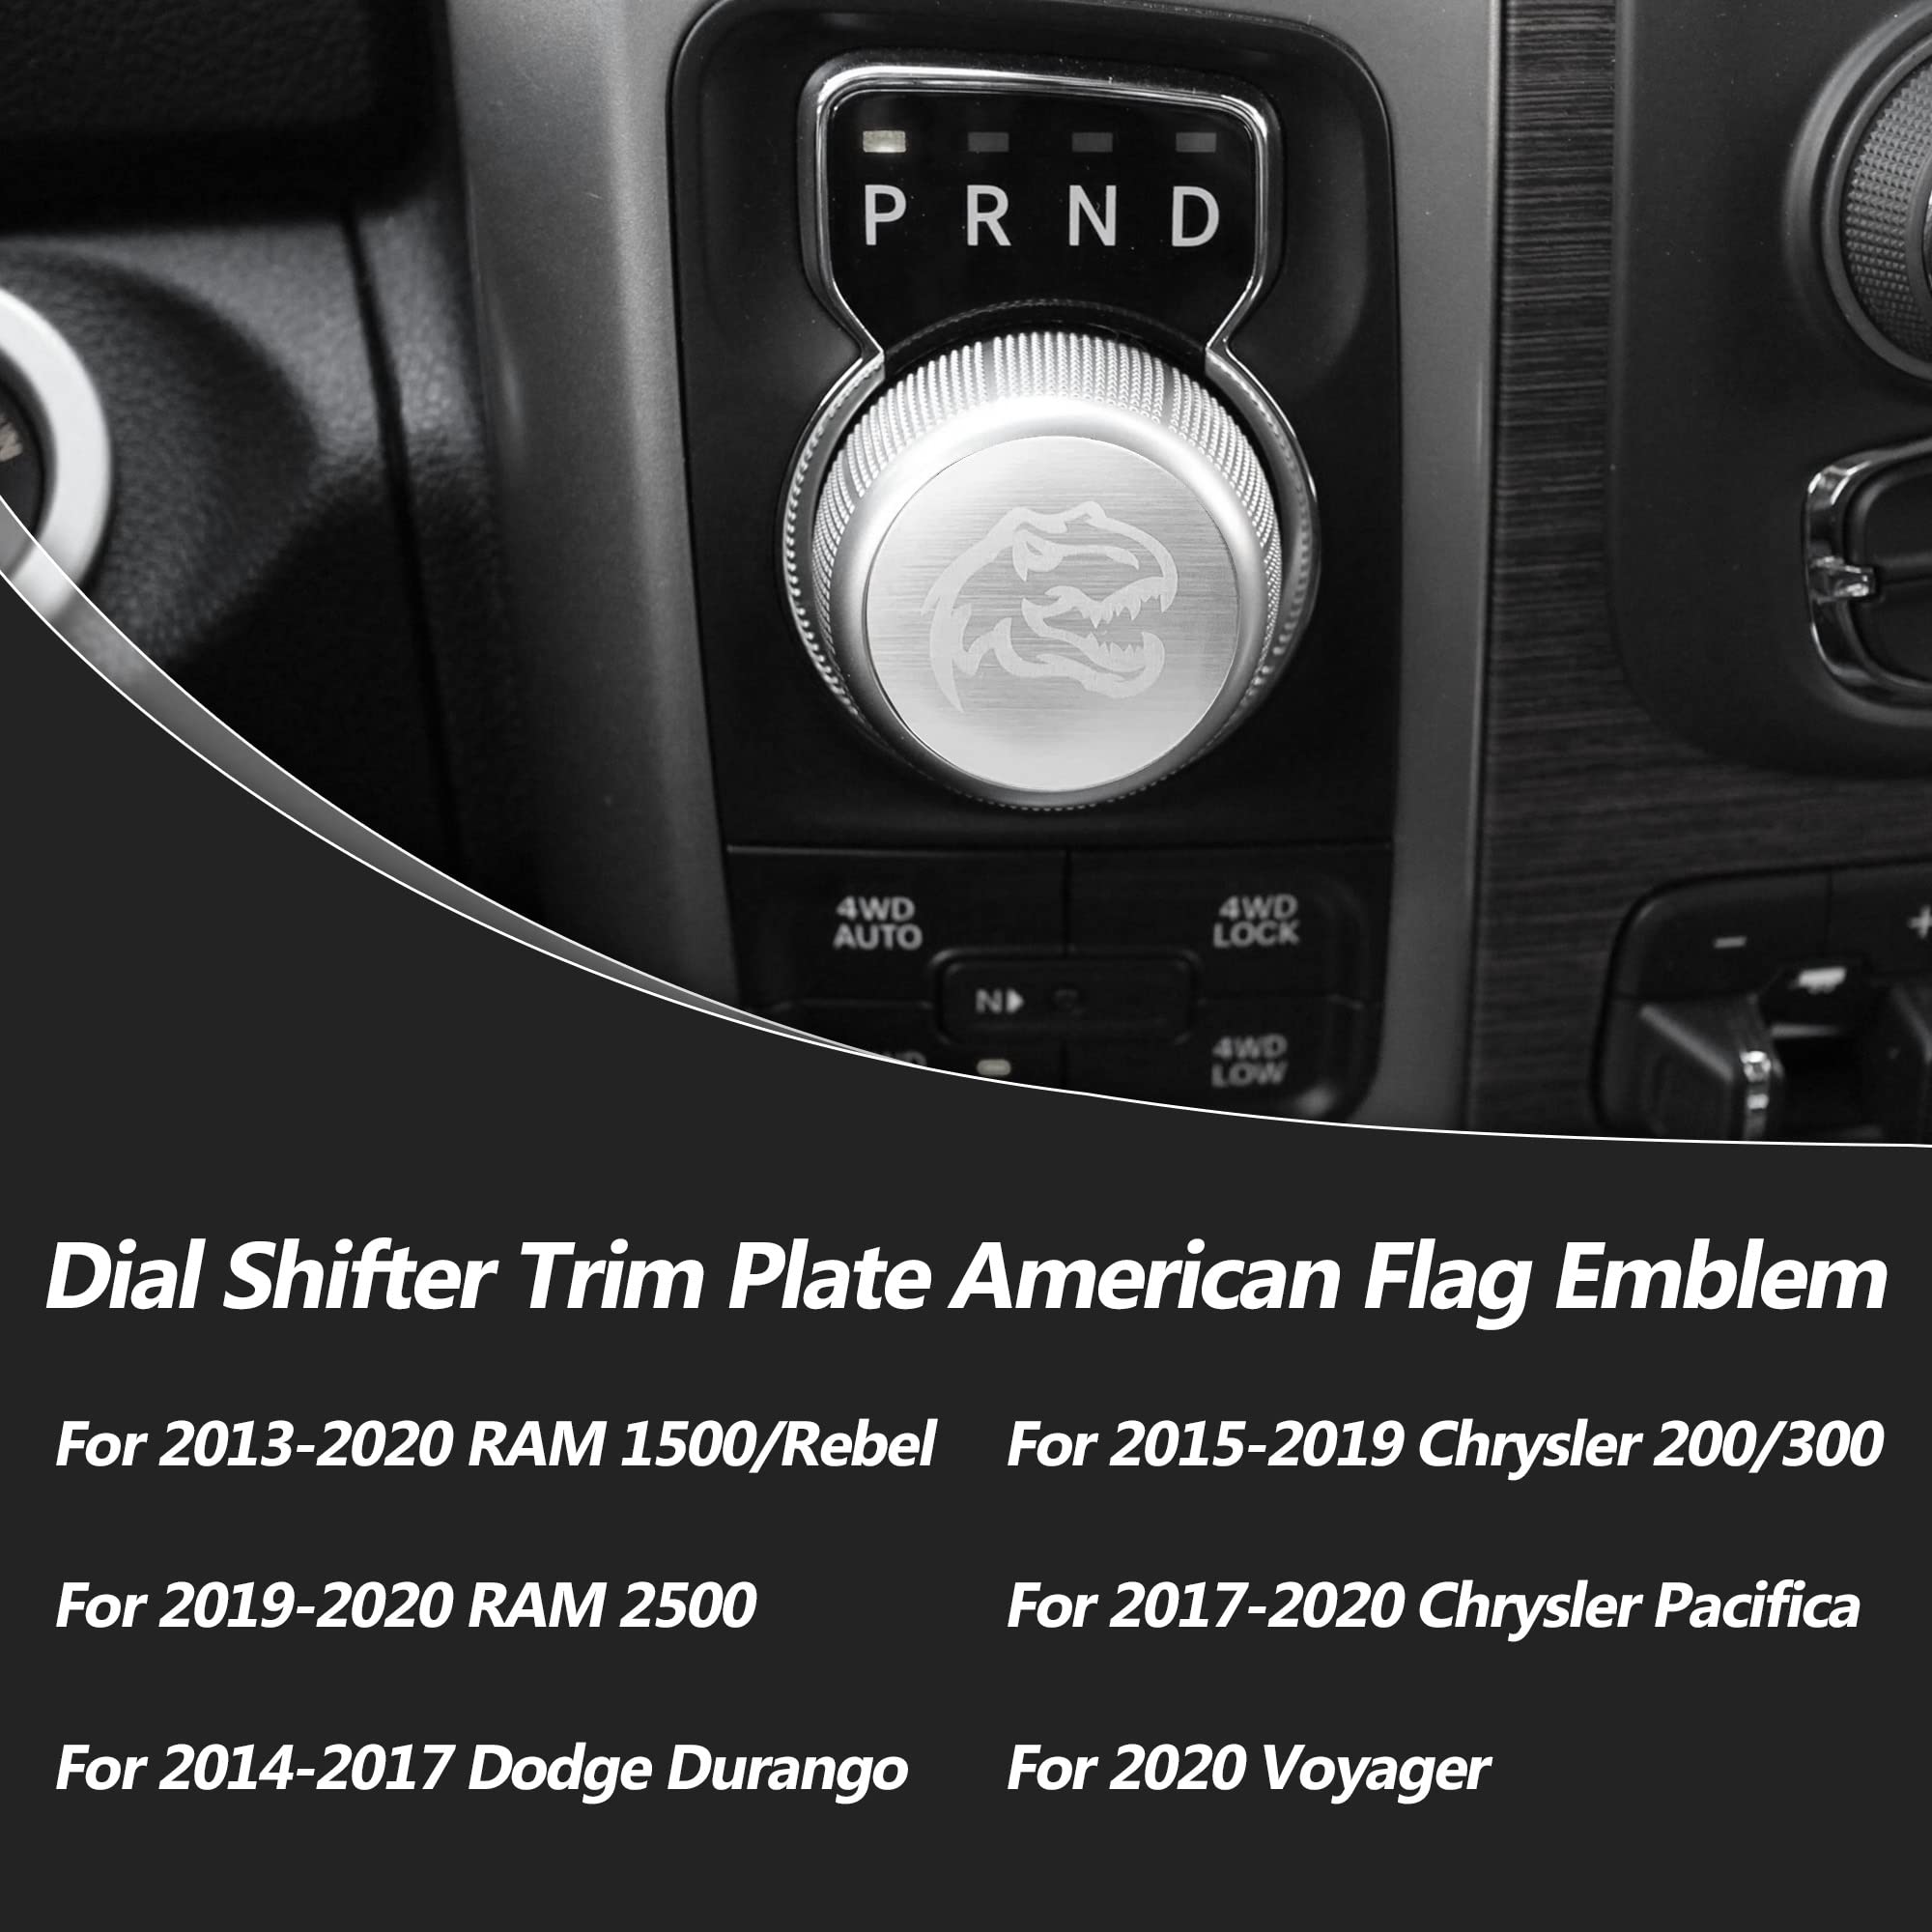 P R N D
4WD AUTO
4WD LOCK
N
4WD LOW
Dial Shifter Trim Plate American Flag Emblem
For 2013-2020 RAM 1500/Rebel
For 2015-2019 Chrysler 200/300
For 2019-2020 RAM 2500
For 2017-2020 Chrysler Pacifica
For 2014-2017 Dodge Durango
For 2020 Voyager